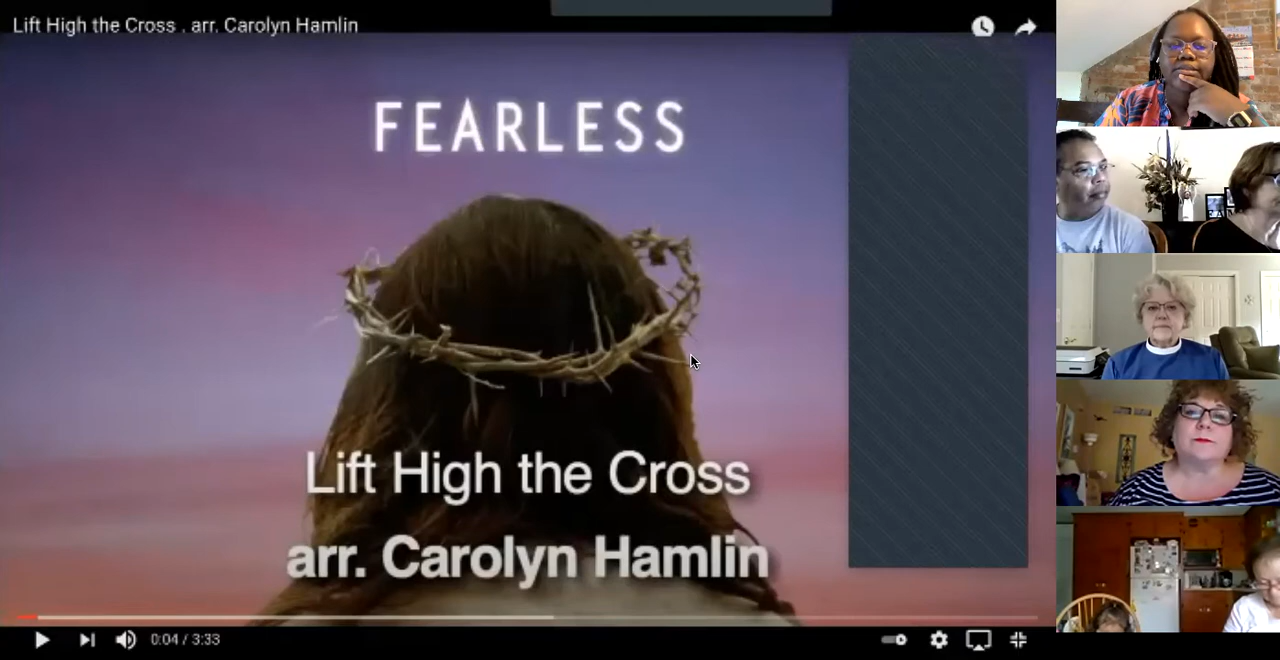 Lift High the Cross . arr. Carolyn Hamlin
FEARLESS
Lift High the Cross
arr. Carolyn Hamlin
0:04 / 3:33